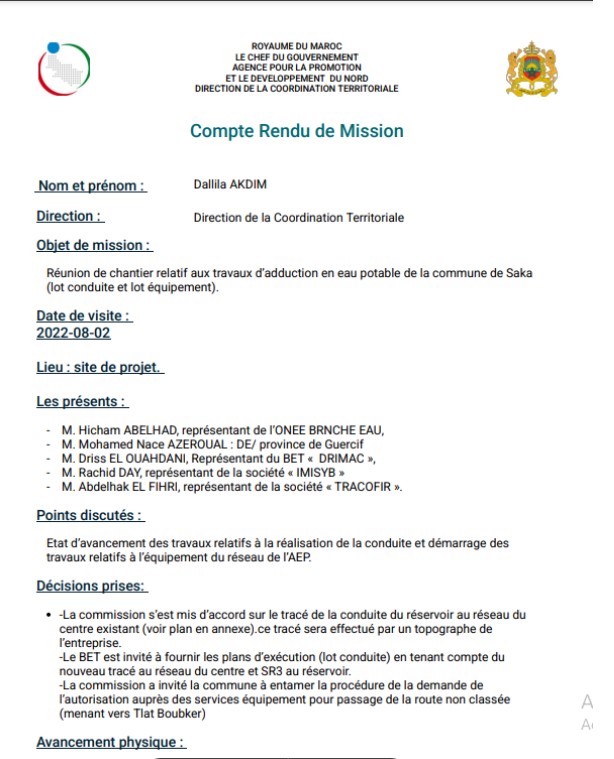 ROYAUME DU MAROC
LE CHEF DU GOUVERNEMENT
AGENCE POUR LA PROMOTION
ET LE DEVELOPPEMENT DU NORD
DIRECTION DE LA COORDINATION TERRITORIALE
Compte Rendu de Mission
Nom et prénom : Dallila AKDIM
Direction : Direction de la Coordination Territoriale
Objet de mission :
Réunion de chantier relatif aux travaux d’adduction en eau potable de la commune de Saka
(lot conduite et lot équipement).
Date de visite :
2022-08-02
Lieu : site de projet.
Les présents :
- M. Hicham ABELHAD, représentant de l’ONEE BRNCHE EAU,
- M. Mohamed Nace AZEROUAL : DE/ province de Guercif
- M. Driss EL OUAHDANI, Représentant du BET « DRIMAC »,
- M. Rachid DAY, représentant de la société « IMISYB »
- M. Abdelhak EL FIHRI, représentant de la société « TRACOFIR ».
Points discutés :
Etat d’avancement des travaux relatifs à la réalisation de la conduite et démarrage des
travaux relatifs à l’équipement du réseau de l’AEP.
Décisions prises:
• -La commission s’est mis d’accord sur le tracé de la conduite du réservoir au réseau du
centre existant (voir plan en annexe).ce tracé sera effectué par un topographe de
l’entreprise.
-Le BET est invité à fournir les plans d’exécution (lot conduite) en tenant compte du
nouveau tracé au réseau du centre et SR3 au réservoir.
-La commission a invité la commune à entamer la procédure de la demande de
l’autorisation auprès des services équipement pour passage de la route non classée
(menant vers Tlat Boubker)
Avancement physique :